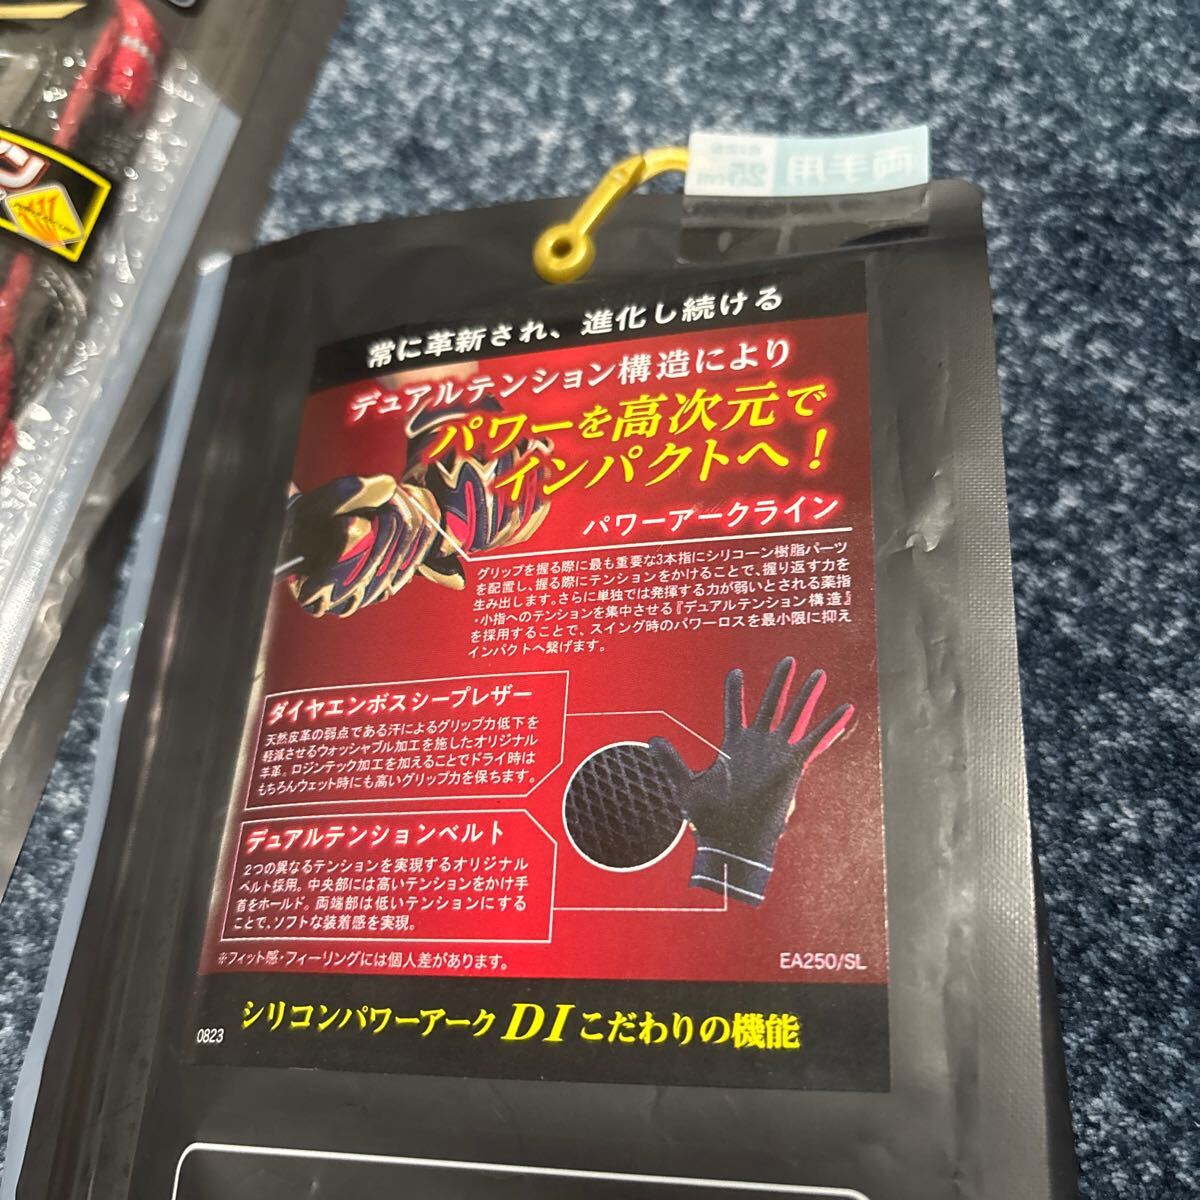 常に革新され、進化し続ける
デュアルテンション構造により
パワーを高次元で
インパクトへ!
パワーアークライン
グリップを握る際に最も重要な3本指にシリコーン樹脂パーツ
を配置し、握る際にテンションをかけることで、握り返す力を
生み出します。さらに単独では発揮する力が弱いとされる薬指
・小指へのテンションを集中させる『デュアルテンション構造』
を採用することで、スイング時のパワーロスを最小限に抑え
インパクトへ繋げます。
ダイヤエンボスシープレザー
天然皮革の弱点である汗によるグリップ力低下を
軽減させるウォッシャブル加工を施したオリジナル
羊革。ロジンテック加工を加えることでドライ時は
もちろんウェット時にも高いグリップ力を保ちます。
デュアルテンションベルト
2つの異なるテンションを実現するオリジナル
ベルト採用。中央部には高いテンションをかけ手
首をホールド。両端部は低いテンションにする
ことで、ソフトな装着感を実現。
※フィット感・フィーリングには個人差があります。
EA250/SL
0823
シリコンパワーアークDIこだわりの機能
両手用
25cm